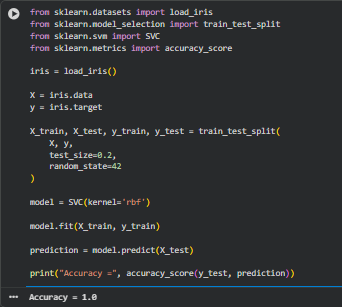 from sklearn.datasets import load_iris
from sklearn.model_selection import train_test_split
from sklearn.svm import SVC
from sklearn.metrics import accuracy_score
iris = load_iris()
X = iris.data
y = iris.target
X_train, X_test, y_train, y_test = train_test_split(
    X, y,
    test_size=0.2,
    random_state=42
)
model = SVC(kernel='rbf')
model.fit(X_train, y_train)
prediction = model.predict(X_test)
print("Accuracy =", accuracy_score(y_test, prediction))
Accuracy = 1.0